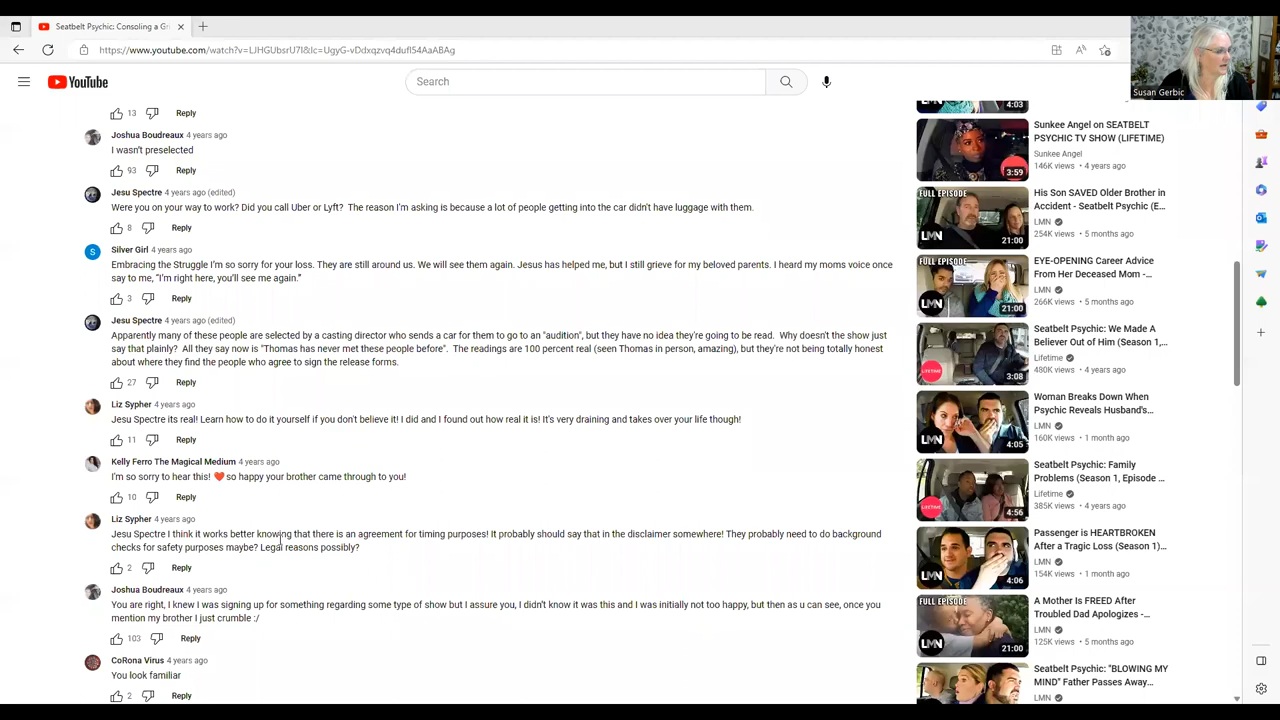 Seatbelt Psychic: Consoling a Gr
https://www.youtube.com/watch?v=LJHGUbsrU7I&lc=UgyG-vDdxqzvq4dufl54AaABAg
Susan Gerbic
YouTube
Search
13
Reply
Joshua Boudreaux 4 years ago
I wasn't preselected
93
Reply
Jesu Spectre 4 years ago (edited)
Were you on your way to work? Did you call Uber or Lyft? The reason I'm asking is because a lot of people getting into the car didn't have luggage with them.
8
Reply
S
Silver Girl 4 years ago
Embracing the Struggle I'm so sorry for your loss. They are still around us. We will see them again. Jesus has helped me, but I still grieve for my beloved parents. I heard my moms voice once
say to me, "I'm right here, you'll see me again."
3
Reply
Jesu Spectre 4 years ago (edited)
Apparently many of these people are selected by a casting director who sends a car for them to go to an "audition", but they have no idea they're going to be read. Why doesn't the show just
say that plainly? All they say now is "Thomas has never met these people before". The readings are 100 percent real (seen Thomas in person, amazing), but they're not being totally honest
about where they find the people who agree to sign the release forms.
27
Reply
Liz Sypher 4 years ago
Jesu Spectre its real! Learn how to do it yourself if you don't believe it! I did and I found out how real it is! It's very draining and takes over your life though!
11
Reply
Kelly Ferro The Magical Medium 4 years ago
I'm so sorry to hear this! ❤️ so happy your brother came through to you!
10
Reply
Liz Sypher 4 years ago
Jesu Spectre I think it works better knowing that there is an agreement for timing purposes! It probably should say that in the disclaimer somewhere! They probably need to do background
checks for safety purposes maybe? Legal reasons possibly?
2
Reply
Joshua Boudreaux 4 years ago
You are right, I knew I was signing up for something regarding some type of show but I assure you, I didn't know it was this and I was initially not too happy, but then as u can see, once you
mention my brother I just crumble :/
103
Reply
CoRona Virus 4 years ago
You look familiar
2
Reply
LMN
4:03
Sunkee Angel on SEATBELT
PSYCHIC TV SHOW (LIFETIME)
Sunkee Angel
146K views • 4 years ago
3:59
FULL EPISODE
LMN
21:00
His Son SAVED Older Brother in
Accident - Seatbelt Psychic (E...
LMN
254K views • 5 months ago
FULL EPISODE
LMN
21:00
EYE-OPENING Career Advice
From Her Deceased Mom -...
LMN
266K views • 5 months ago
LIFETIME
3:08
Seatbelt Psychic: We Made A
Believer Out of Him (Season 1,...
Lifetime
480K views • 4 years ago
LMN
4:05
Woman Breaks Down When
Psychic Reveals Husband's...
LMN
160K views • 1 month ago
LIFETIME
4:56
Seatbelt Psychic: Family
Problems (Season 1, Episode ...
Lifetime
385K views • 4 years ago
LMN
4:06
Passenger is HEARTBROKEN
After a Tragic Loss (Season 1)...
LMN
154K views • 1 month ago
FULL EPISODE
LMN
21:00
A Mother Is FREED After
Troubled Dad Apologizes -...
LMN
125K views • 5 months ago
Seatbelt Psychic: "BLOWING MY
MIND" Father Passes Away...
LMN